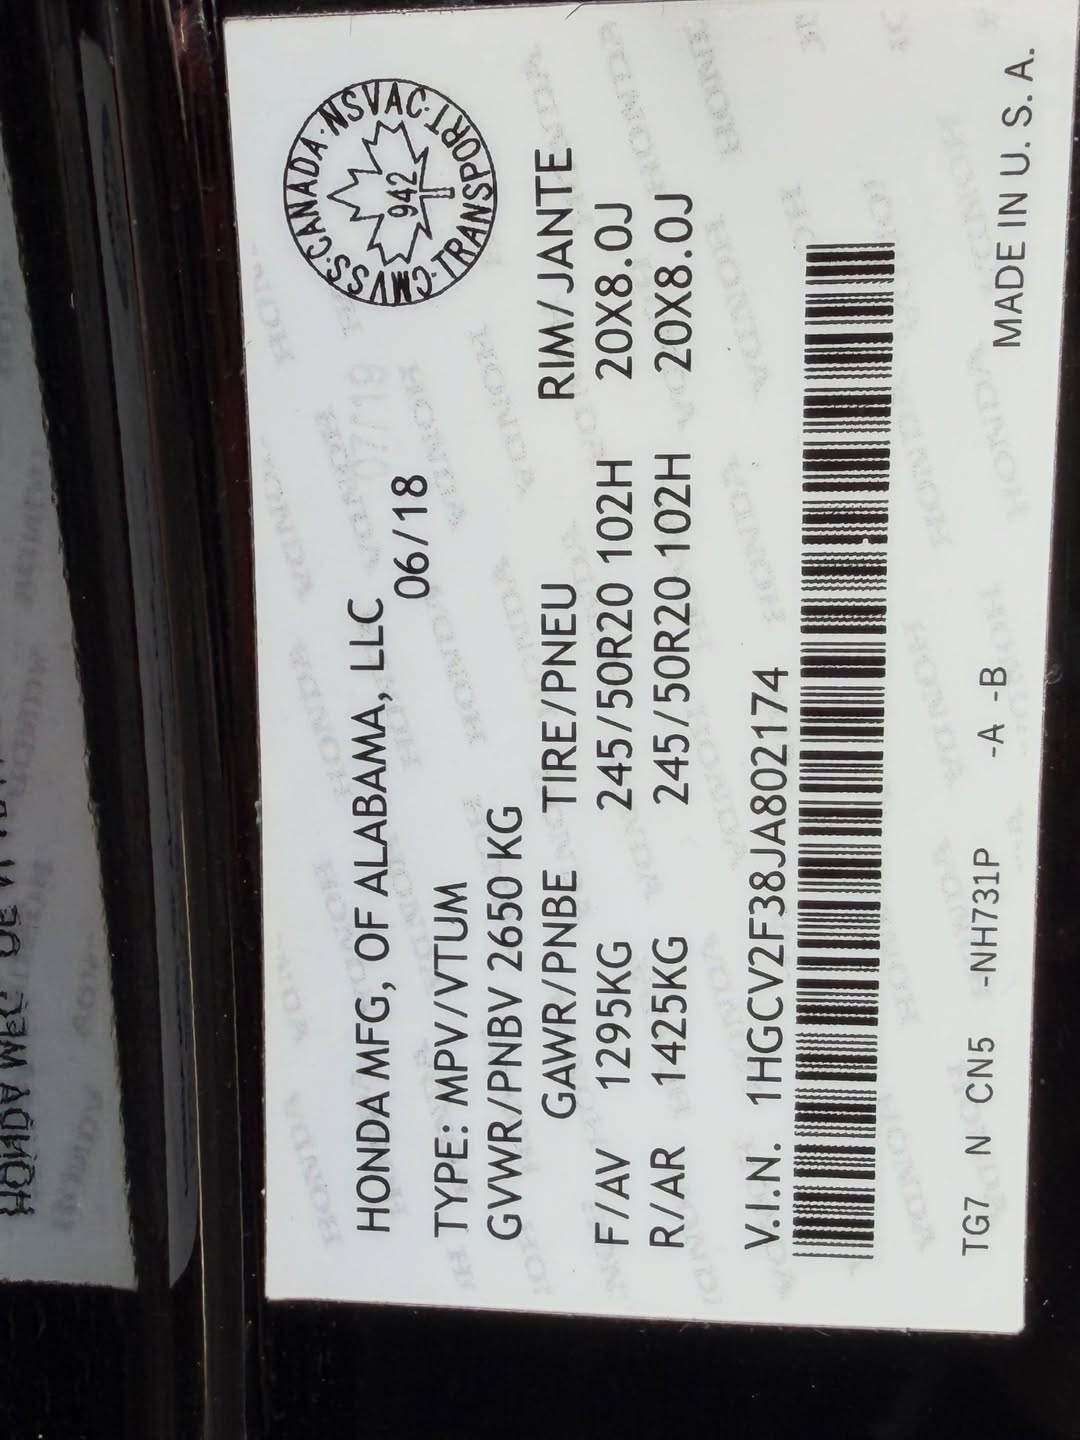 CMVSS·CANADA·NSVAC·TRANSPORT·
942
HONDA MFG, OF ALABAMA, LLC
06/18
TYPE: MPV/VTUM
GVWR/PNBV 2650 KG
GAWR/PNBE TIRE/PNEU RIM/JANTE
F/AV 1295KG 245/50R20 102H 20X8.0J
R/AR 1425KG 245/50R20 102H 20X8.0J
V.I.N. 1HGCV2F38JA802174
TG7 N CN5 -NH731P -A -B MADE IN U.S.A.